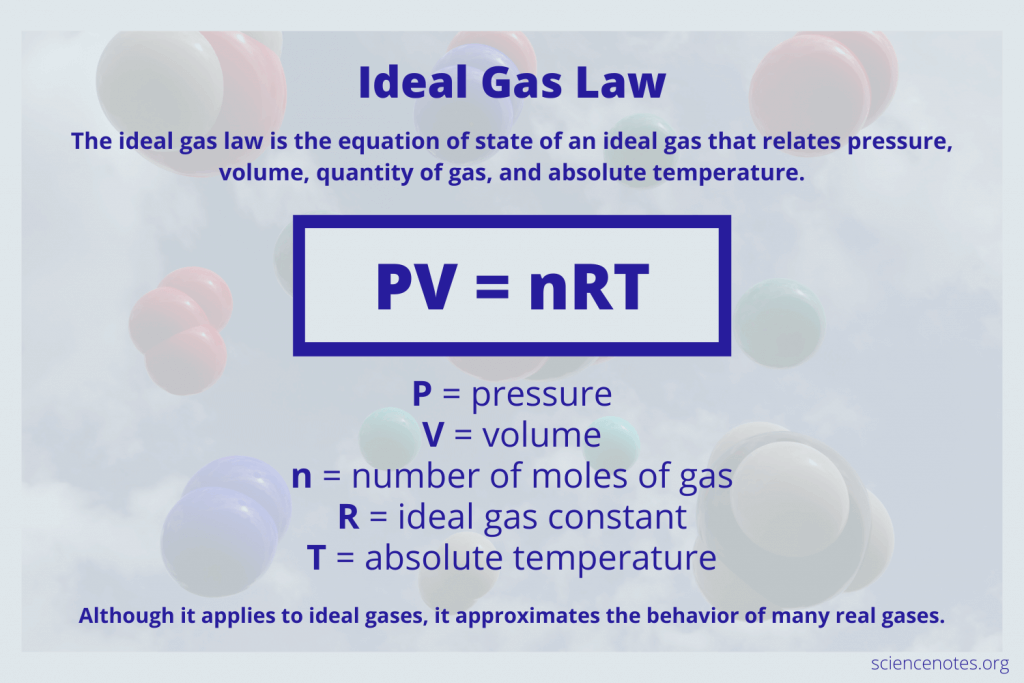 Ideal Gas Law
The ideal gas law is the equation of state of an ideal gas that relates pressure,
volume, quantity of gas, and absolute temperature.
PV = nRT
P = pressure
V = volume
n = number of moles of gas
R = ideal gas constant
T = absolute temperature
Although it applies to ideal gases, it approximates the behavior of many real gases.
sciencenotes.org